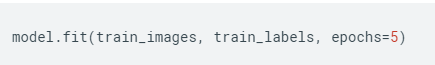 model.fit(train_images, train_labels, epochs=5)